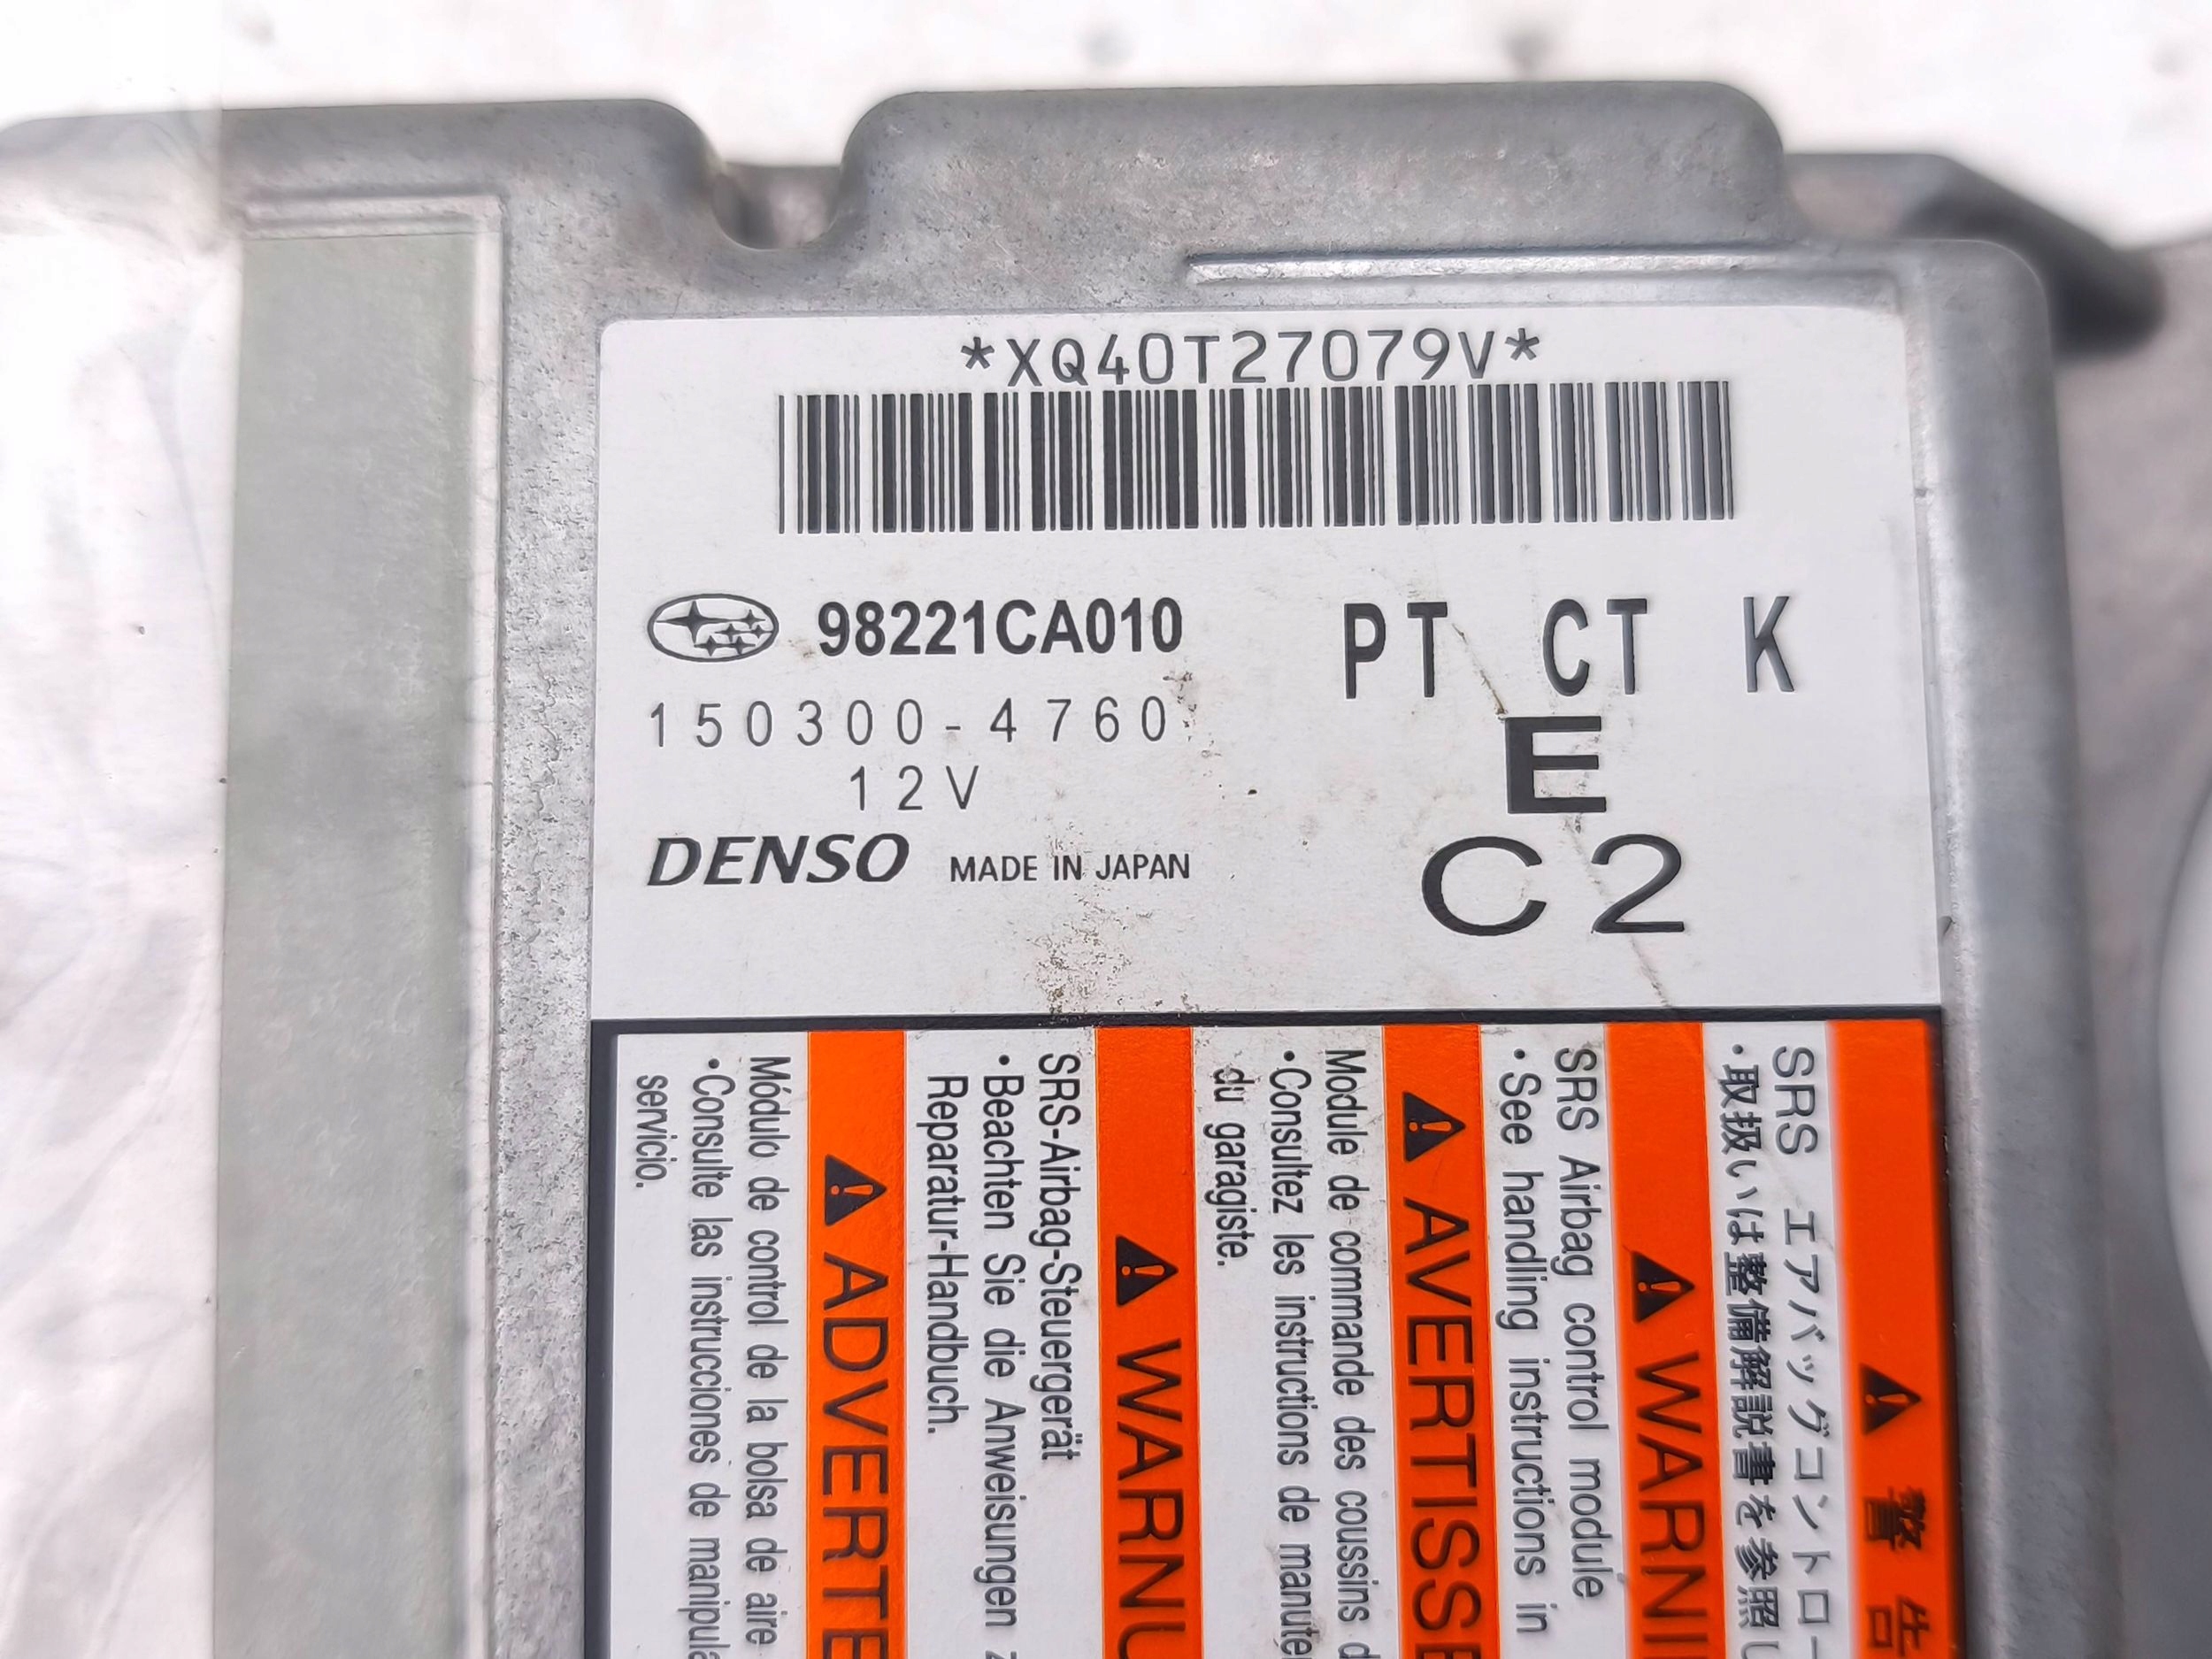 *XQ40T27079V*
98221CA010
PT CT K
150300-4760
E
12V
C2
DENSO MADE IN JAPAN
警告
SRS エアバッグコントロー
・取扱いは整備解説書を参照し
WARNI
SRS Airbag control module
・See handling instructions in
AVERTISSE
Module de commande des coussins d
・Consultez les instructions de manute
du garagiste.
WARNU
SRS-Airbag-Steuergerät
・Beachten Sie die Anweisungen z
Reparatur-Handbuch.
ADVERTE
Módulo de control de la bolsa de aire
・Consulte las instrucciones de manipula
servicio.